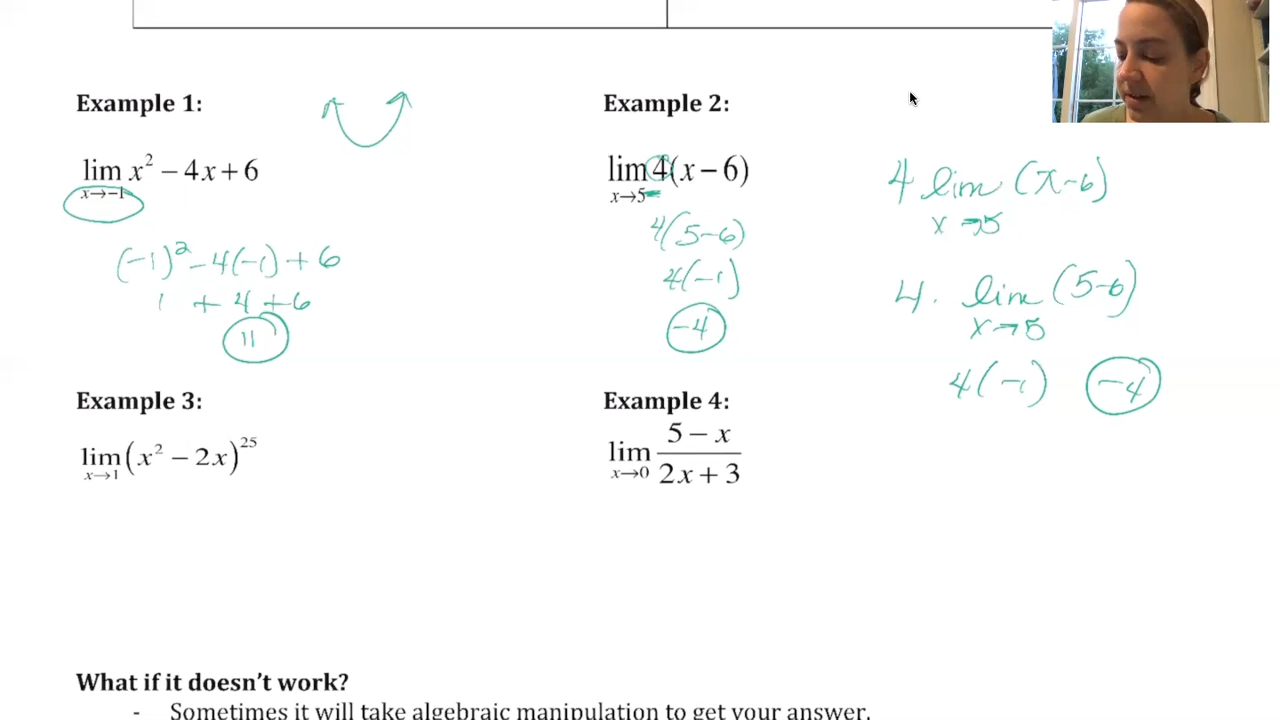 Example 1:
lim x→-1 x² − 4x + 6
(-1)² - 4(-1) + 6
1 + 4 + 6
11
Example 2:
lim x→5 4(x − 6)
4(5-6)
4(-1)
-4
4 lim x→5 (x-6)
4 · lim x→5 (5-6)
4(-1) -4
Example 3:
lim x→1 (x² − 2x)²⁵
Example 4:
lim x→0 (5 − x)/(2x + 3)
What if it doesn't work?
- Sometimes it will take algebraic manipulation to get your answer.